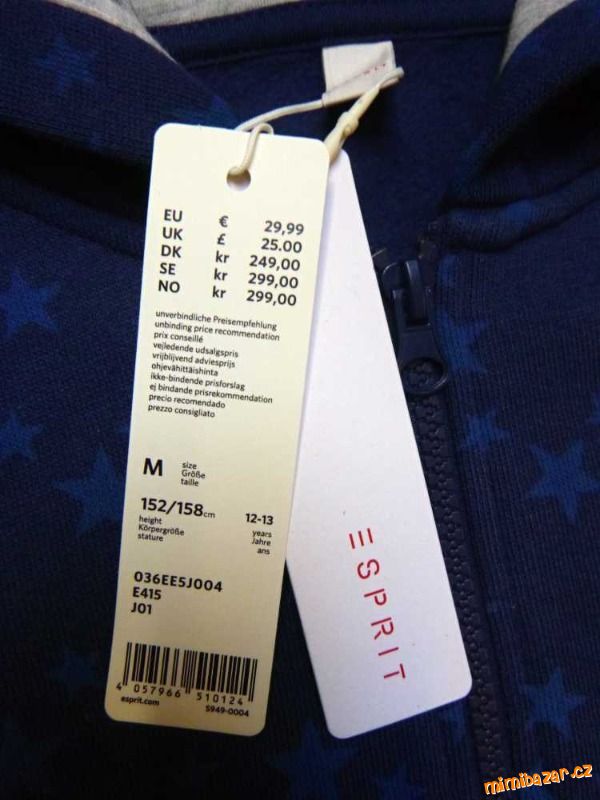 EU € 29,99
UK £ 25.00
DK kr 249,00
SE kr 299,00
NO kr 299,00
unverbindliche Preisempfehlung
unbinding price recommendation
prix conseillé
vejledende udsalgspris
vrijblijvend adviesprijs
ohjevähittäishinta
ikke-bindende prisforslag
ej bindande prisrekommendation
precio recomendado
prezzo consigliato
M size
Größe
taille
152/158cm 12-13
height years
Körpergröße Jahre
stature ans
036EE5J004
E415
J01
4 057966 510124
esprit.com 5949-0004
ESPRIT
mimibazar.cz